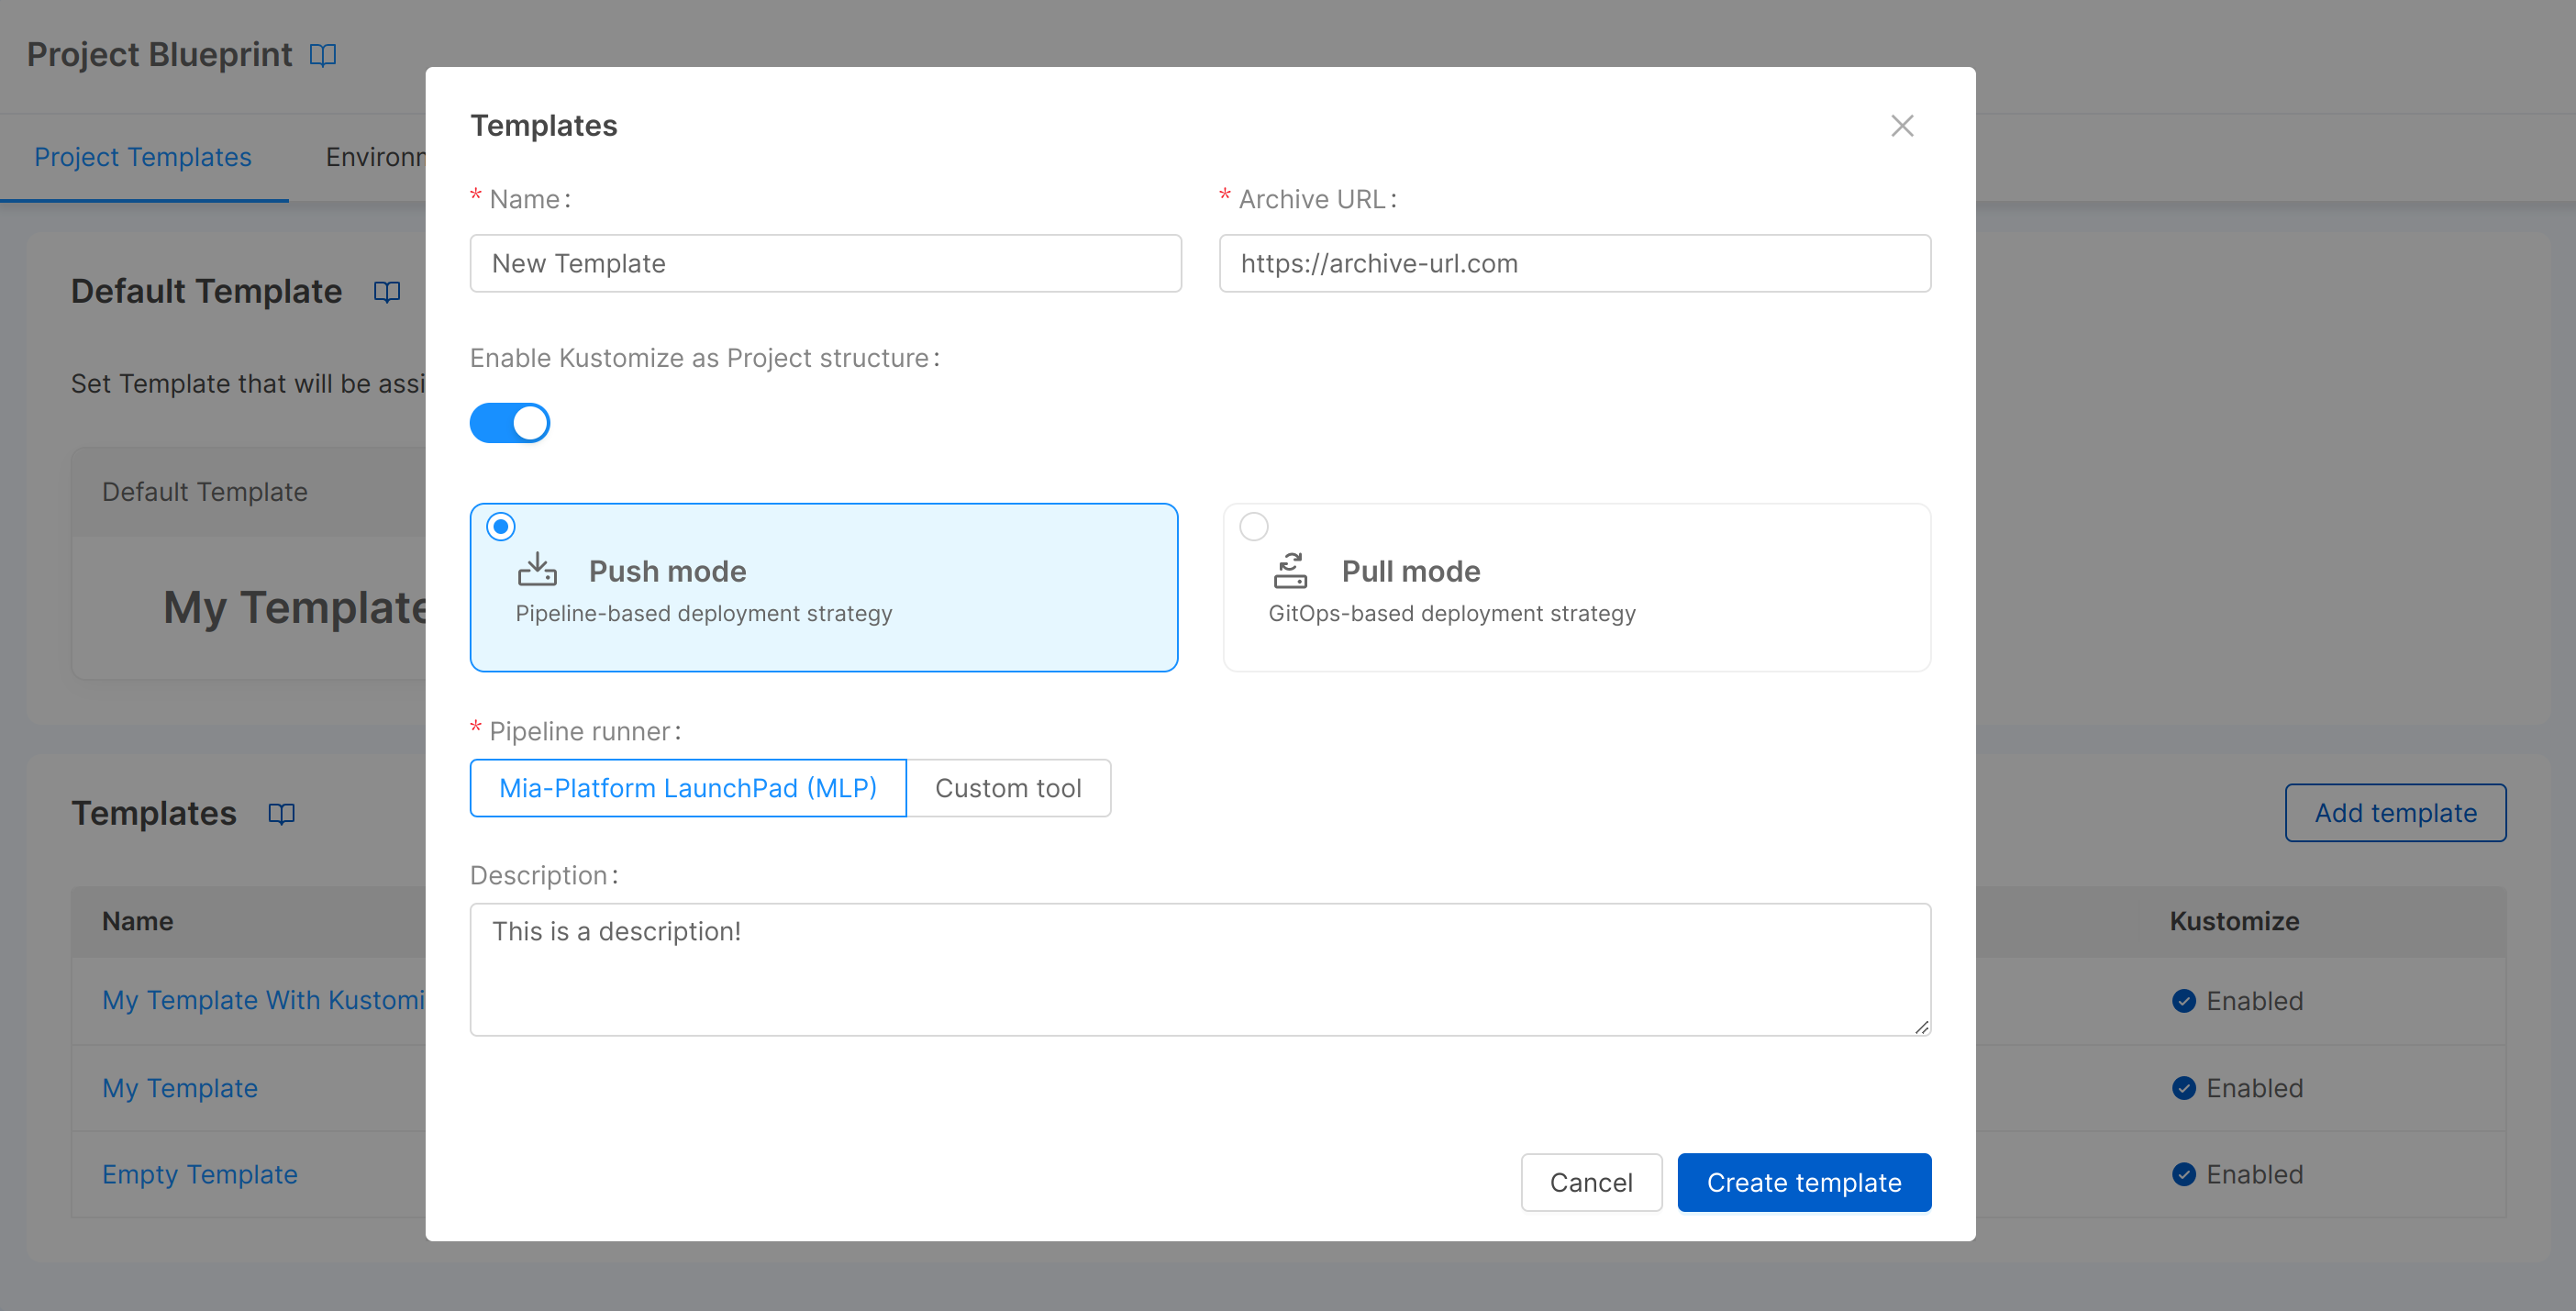 Project Blueprint
Project Templates
Environ
Default Template
Set Template that will be assi
Default Template
My Template
Templates
Add template
Name
Kustomize
My Template With Kustomi
Enabled
My Template
Enabled
Empty Template
Enabled
Templates
* Name:
* Archive URL:
New Template
https://archive-url.com
Enable Kustomize as Project structure:
Push mode
Pipeline-based deployment strategy
Pull mode
GitOps-based deployment strategy
* Pipeline runner:
Mia-Platform LaunchPad (MLP)
Custom tool
Description:
This is a description!
Cancel
Create template